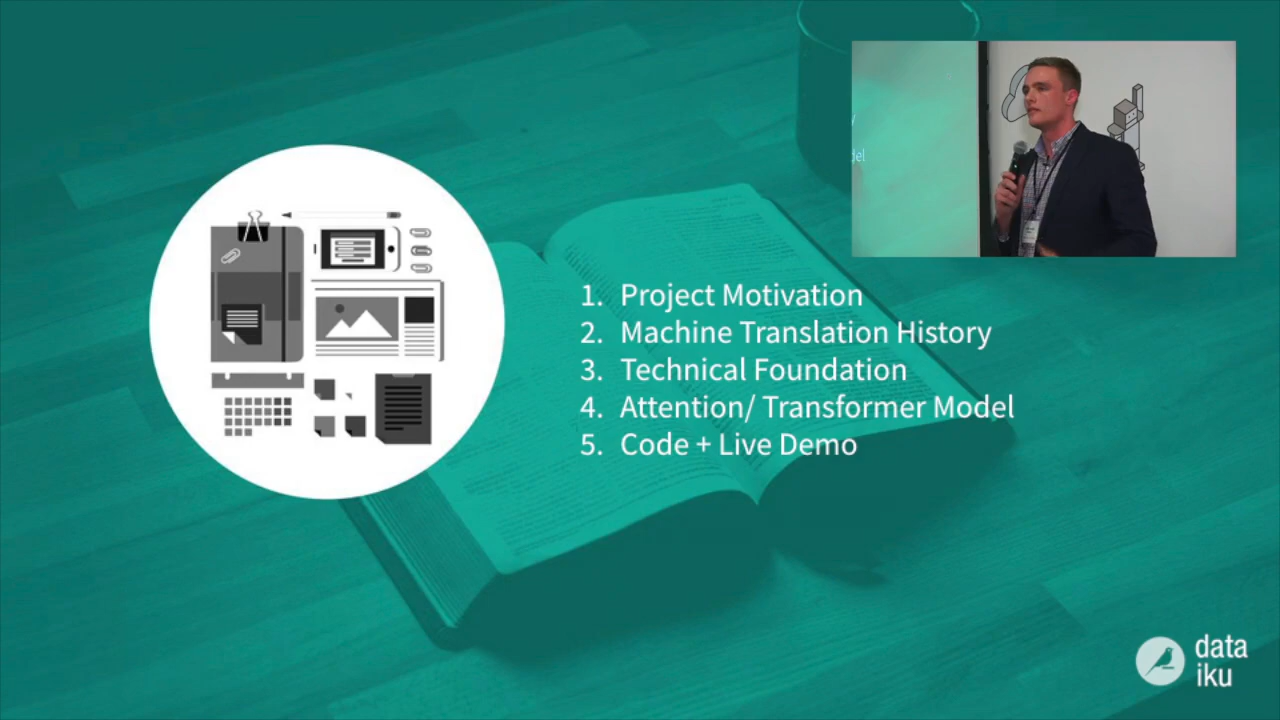 1. Project Motivation
2. Machine Translation History
3. Technical Foundation
4. Attention/ Transformer Model
5. Code + Live Demo
del
data
iku